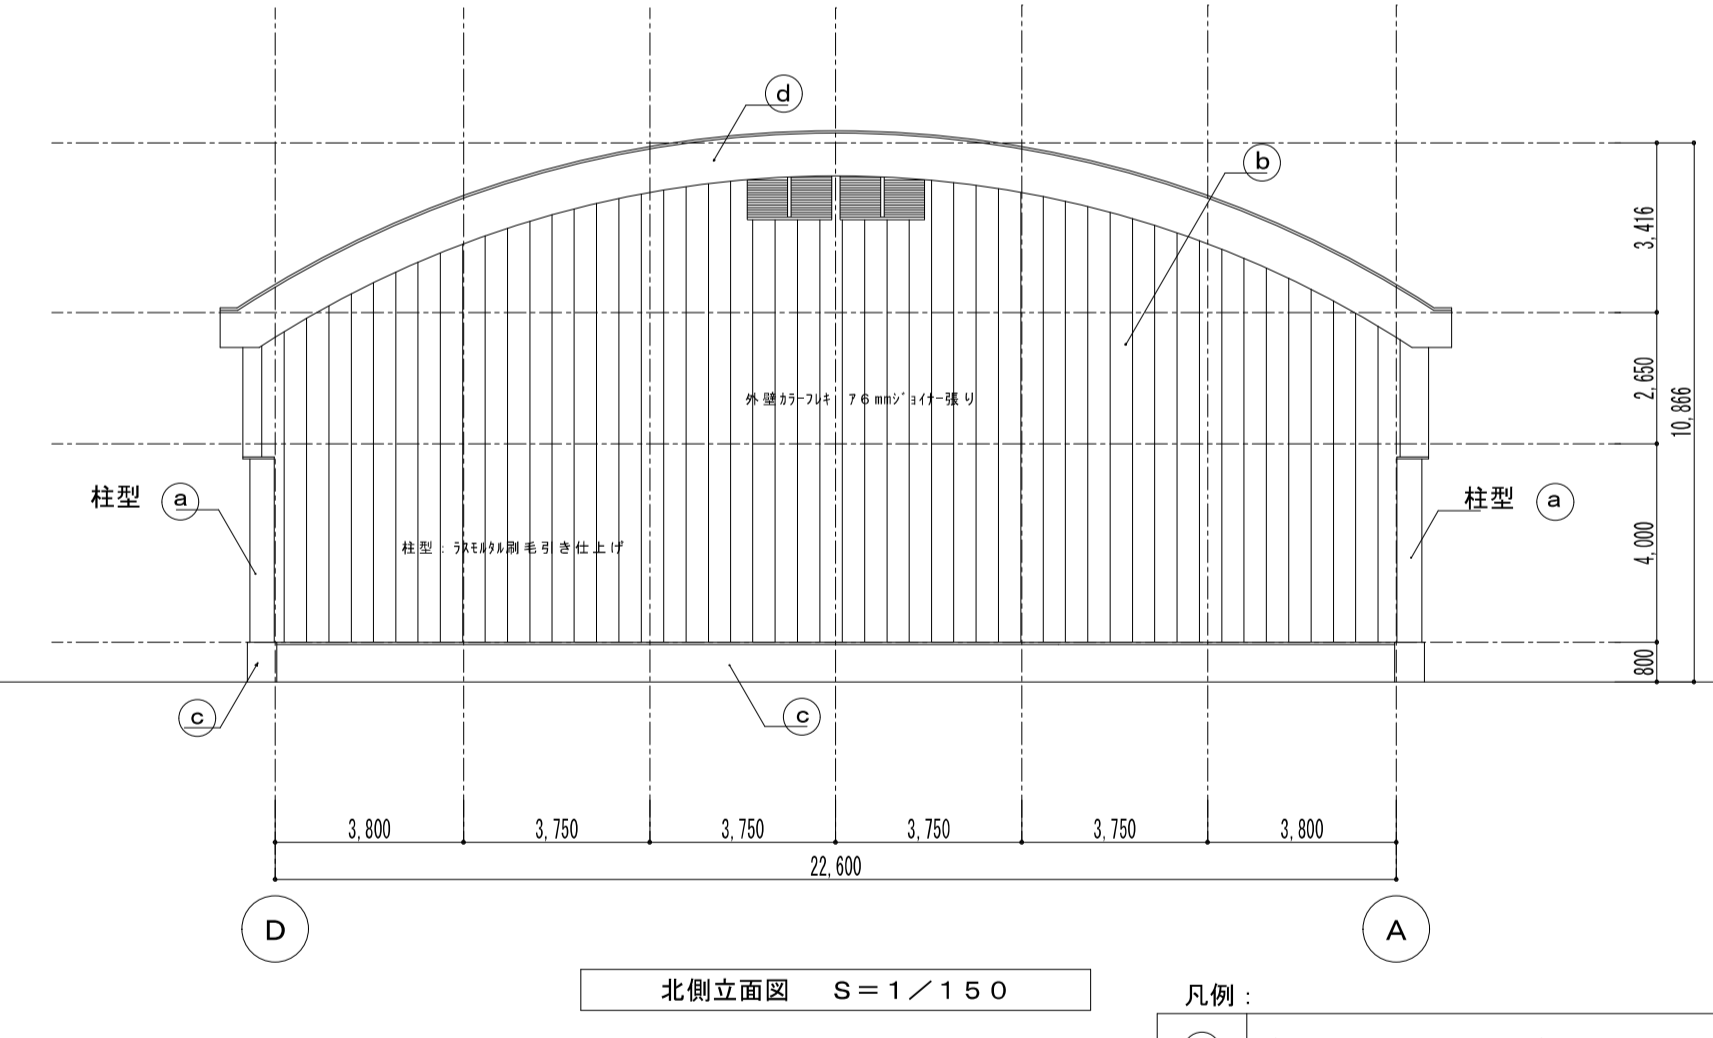 d
b
3,416
2,650
10,866
外壁カラーフレキ 76mmジョイナー張り
柱型 a
柱型 a
柱型：ラスモルタル刷毛引き仕上げ
4,000
800
c
c
3,800 3,750 3,750 3,750 3,750 3,800
22,600
D
A
北側立面図 S＝1／150
凡例：